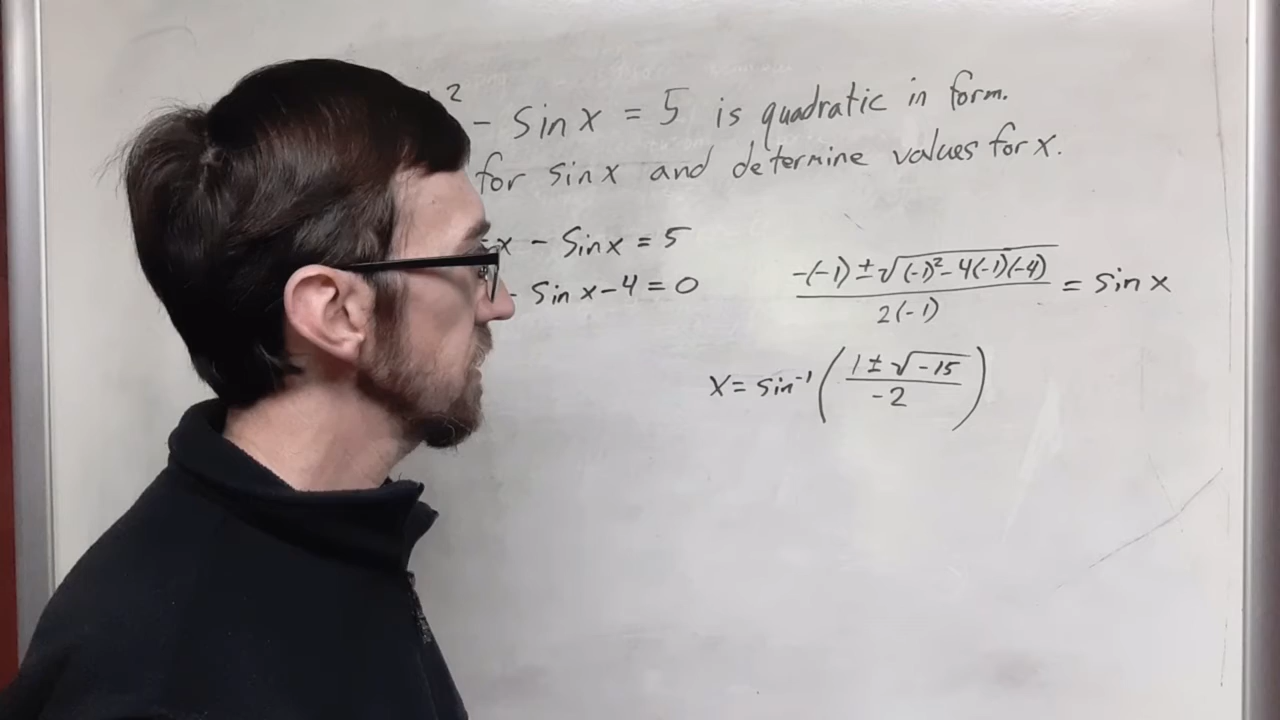 ² - sin x = 5 is quadratic in form.
for sin x and determine values for x.
x - sin x = 5
- sin x - 4 = 0
(-(-1) ± √((-1)² - 4(-1)(-4))) / 2(-1) = sin x
x = sin⁻¹ ((1 ± √-15) / -2)